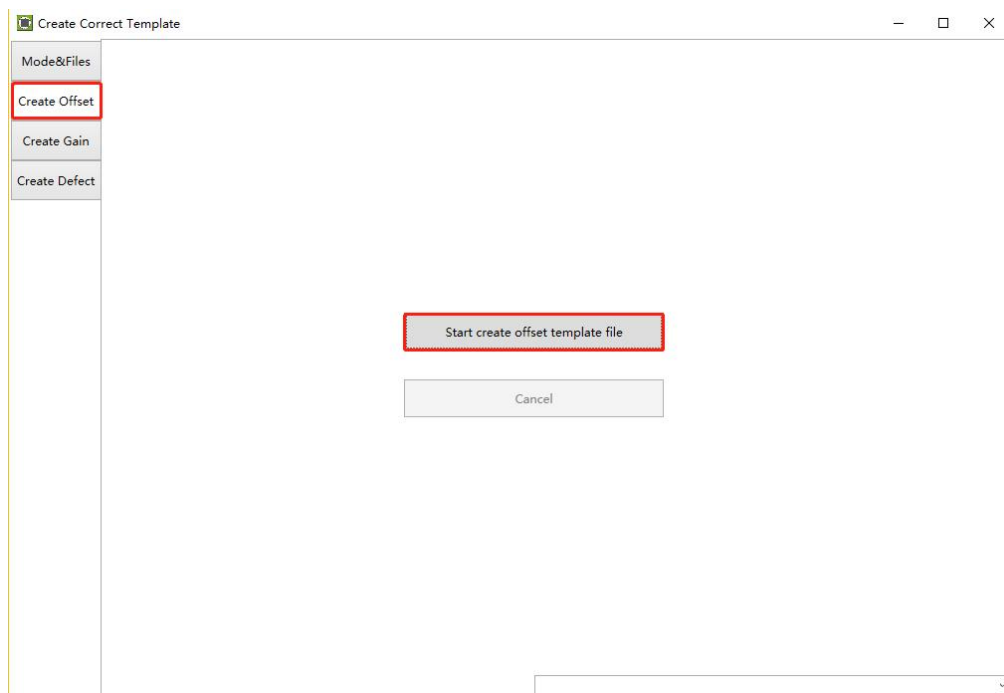 Create Correct Template
Mode&Files
Create Offset
Create Gain
Create Defect
Start create offset template file
Cancel